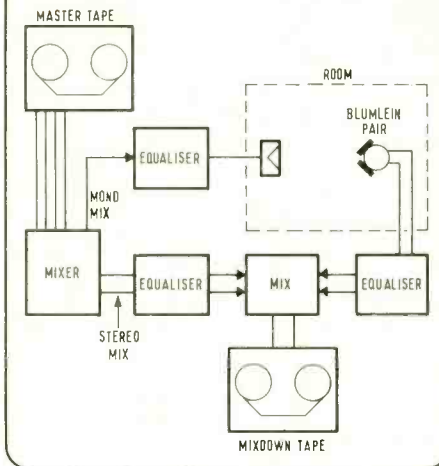 MASTER TAPE
ROOM
BLUMLEIN
PAIR
EQUALISER
MONO
MIX
MIXER
EQUALISER
MIX
EQUALISER
STEREO
MIX
MIXDOWN TAPE